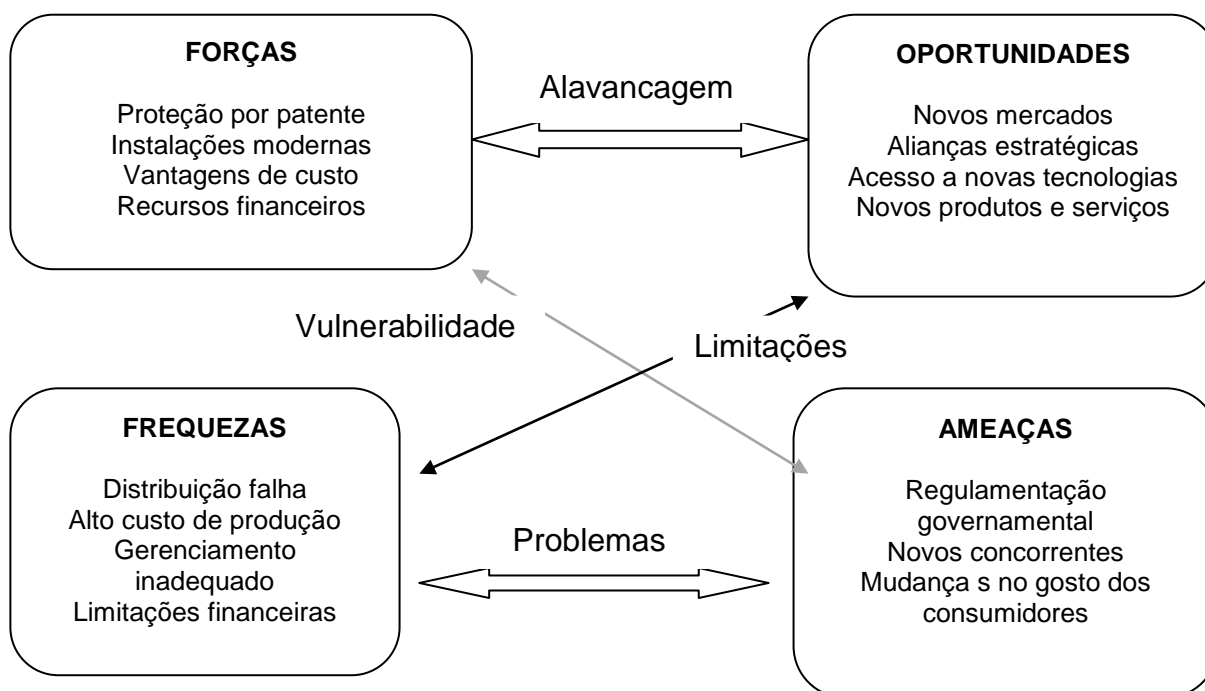 FORÇAS
Proteção por patente
Instalações modernas
Vantagens de custo
Recursos financeiros
Alavancagem
OPORTUNIDADES
Novos mercados
Alianças estratégicas
Acesso a novas tecnologias
Novos produtos e serviços
Vulnerabilidade
Limitações
FREQUEZAS
Distribuição falha
Alto custo de produção
Gerenciamento
inadequado
Limitações financeiras
Problemas
AMEAÇAS
Regulamentação
governamental
Novos concorrentes
Mudança s no gosto dos
consumidores